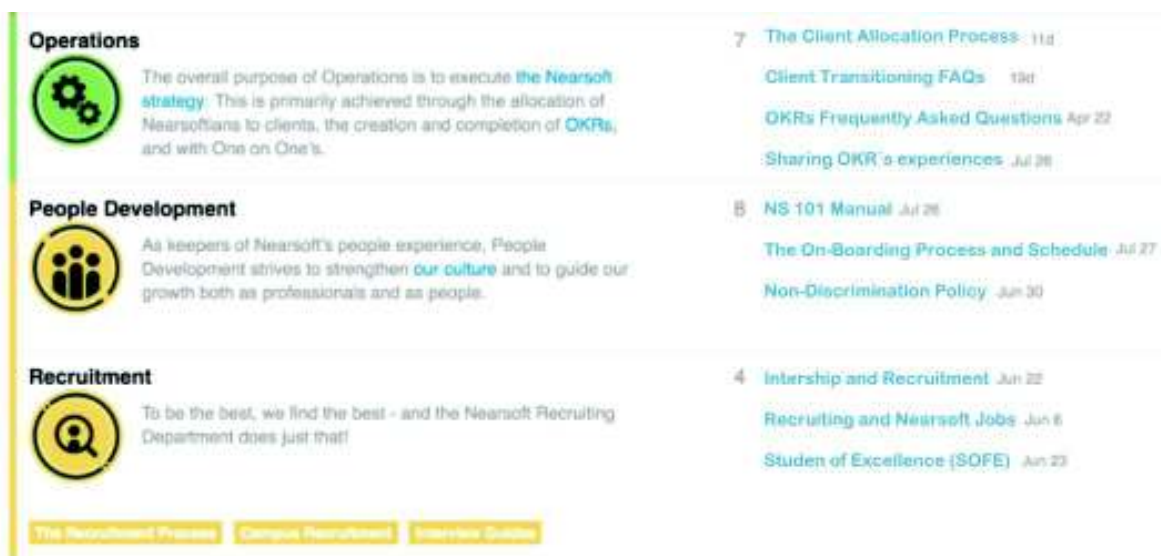 Operations
The overall purpose of Operations is to execute the Nearsoft
strategy. This is primarily achieved through the allocation of
Nearsoftians to clients, the creation and completion of OKRs,
and with One on One's.
7 The Client Allocation Process 11d
Client Transitioning FAQs
OKRs Frequently Asked Questions Apr 22
Sharing OKR´s experiences Jul 26
People Development
As keepers of Nearsoft's people experience, People
Development strives to strengthen our culture and to guide our
growth both as professionals and as people.
8 NS 101 Manual Jul 26
The On-Boarding Process and Schedule Jul 27
Non-Discrimination Policy Jun 30
Recruitment
To be the best, we find the best - and the Nearsoft Recruiting
Department does just that!
4 Intership and Recruitment Jun 22
Recruiting and Nearsoft Jobs Jun 6
Studen of Excellence (SOFE) Jun 23
The Recruitment Process Campus Recruitment Interview Guides